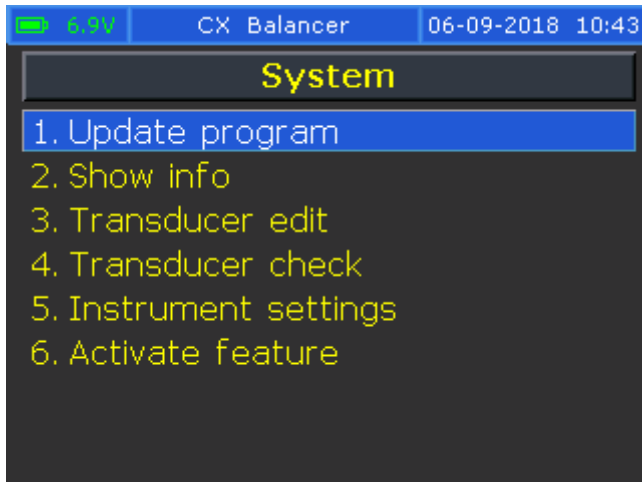 6.9V CX Balancer 06-09-2018 10:43
System
1. Update program
2. Show info
3. Transducer edit
4. Transducer check
5. Instrument settings
6. Activate feature